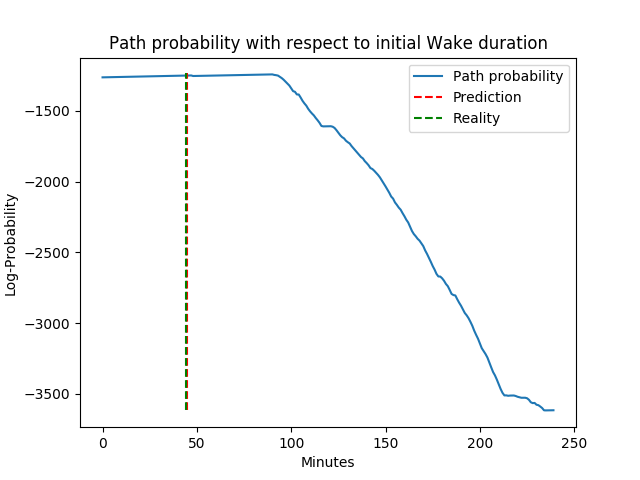 Path probability with respect to initial Wake duration
Path probability
Prediction
Reality
−1500
−2000
−2500
−3000
−3500
Log-Probability
0 50 100 150 200 250
Minutes